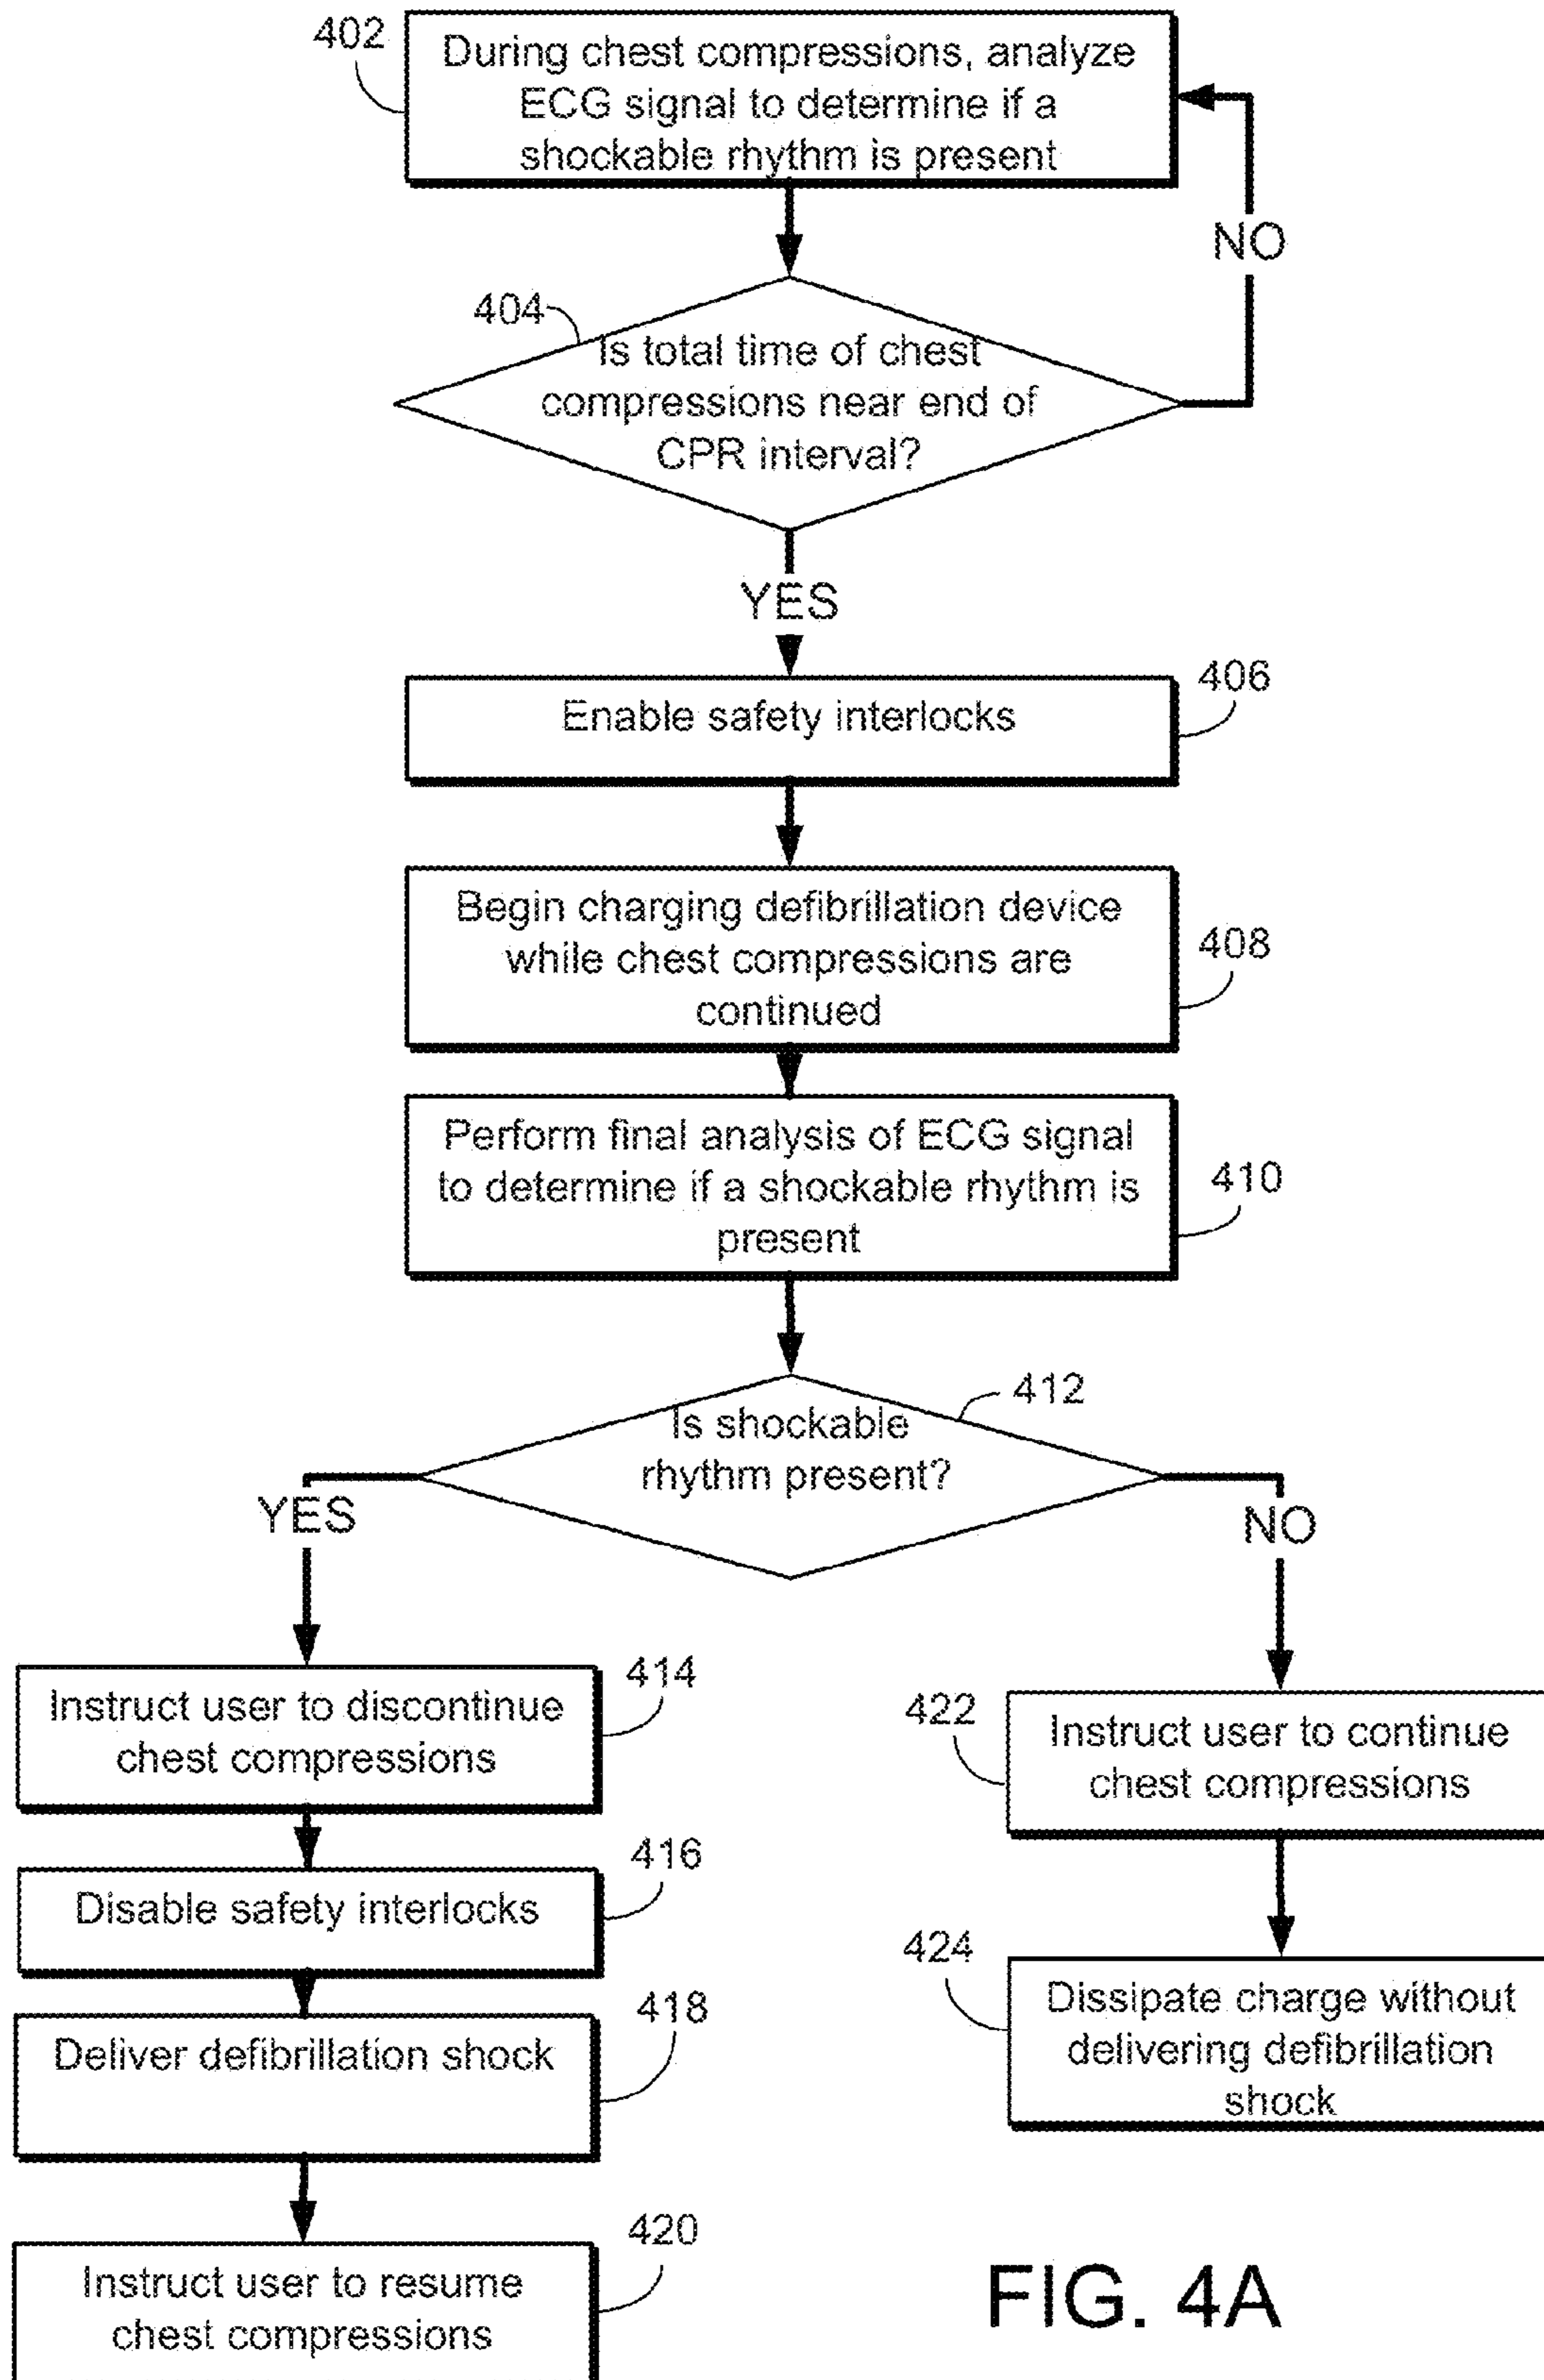 402
During chest compressions, analyze
ECG signal to determine if a
shockable rhythm is present
NO
404
Is total time of chest
compressions near end of
CPR interval?
YES
406
Enable safety interlocks
Begin charging defibrillation device
while chest compressions are
continued
408
Perform final analysis of ECG signal
to determine if a shockable rhythm is
present
410
412
Is shockable
rhythm present?
YES
NO
414
Instruct user to discontinue
chest compressions
422
Instruct user to continue
chest compressions
416
Disable safety interlocks
424
Dissipate charge without
delivering defibrillation
shock
418
Deliver defibrillation shock
420
Instruct user to resume
chest compressions
FIG. 4A